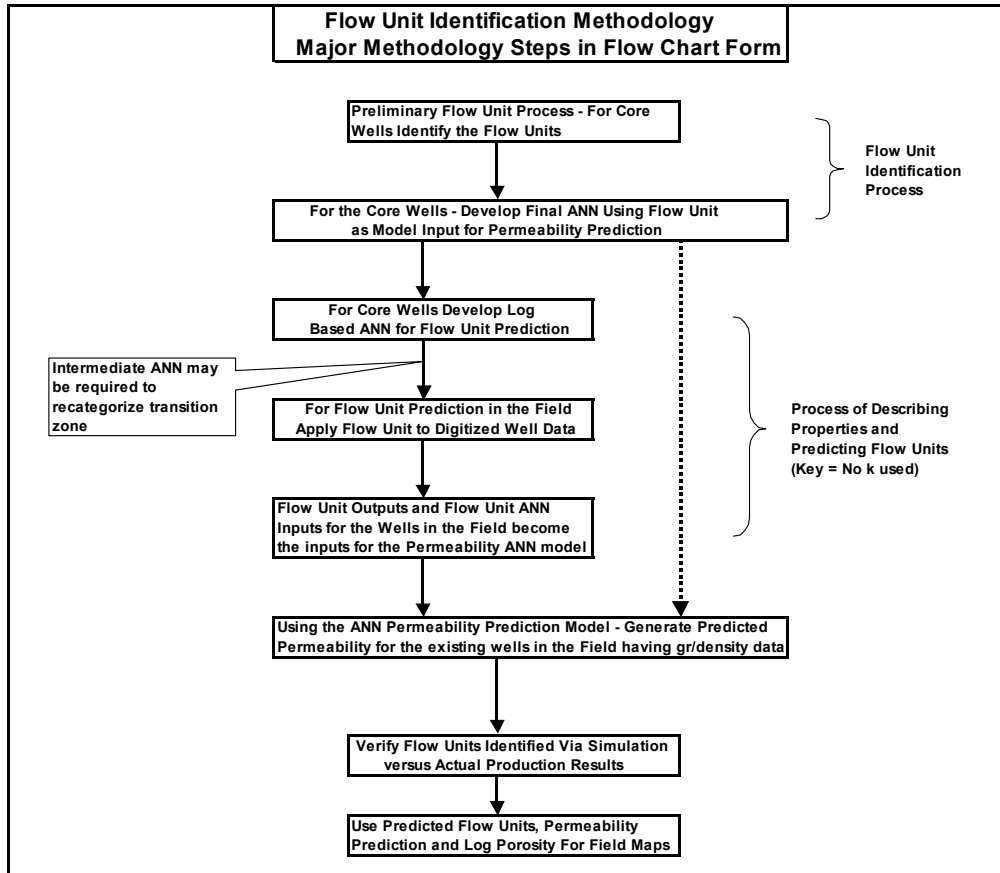 Flow Unit Identification Methodology
Major Methodology Steps in Flow Chart Form
Preliminary Flow Unit Process - For Core
Wells Identify the Flow Units
Flow Unit
Identification
Process
For the Core Wells - Develop Final ANN Using Flow Unit
as Model Input for Permeability Prediction
For Core Wells Develop Log
Based ANN for Flow Unit Prediction
Intermediate ANN may
be required to
recategorize transition
zone
For Flow Unit Prediction in the Field
Apply Flow Unit to Digitized Well Data
Process of Describing
Properties and
Predicting Flow Units
(Key = No k used)
Flow Unit Outputs and Flow Unit ANN
Inputs for the Wells in the Field become
the inputs for the Permeability ANN model
Using the ANN Permeability Prediction Model - Generate Predicted
Permeability for the existing wells in the Field having gr/density data
Verify Flow Units Identified Via Simulation
versus Actual Production Results
Use Predicted Flow Units, Permeability
Prediction and Log Porosity For Field Maps